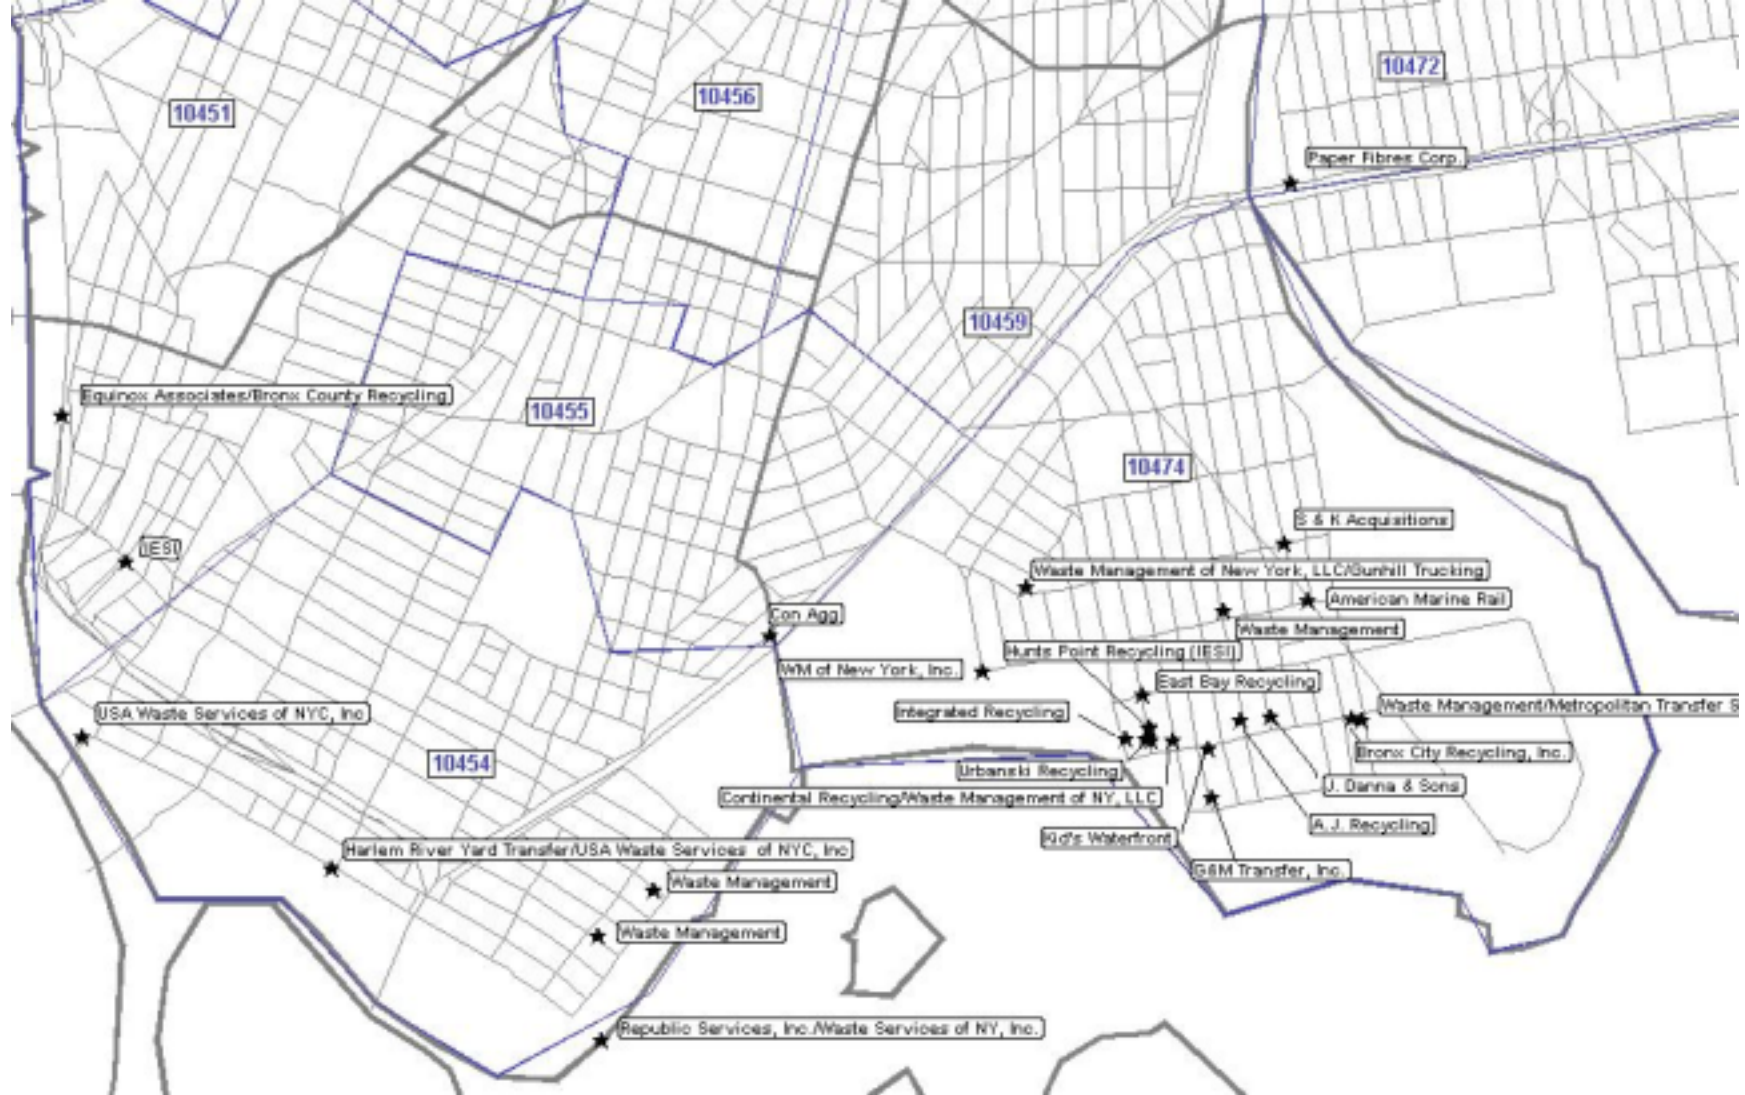 10472
10456
10451
Paper Fibres Corp.
10459
Equinox Associates/Bronx County Recycling
10455
10474
S & K Acquisitions
IESI
Waste Management of New York, LLC/Gunhill Trucking
American Marine Rail
Con Agg
Waste Management
Hunts Point Recycling (IESI)
WM of New York, Inc.
East Bay Recycling
Waste Management/Metropolitan Transfer S
Integrated Recycling
USA Waste Services of NYC, Inc
Bronx City Recycling, Inc.
10454
Urbanski Recycling
J. Danna & Sons
Continental Recycling/Waste Management of NY, LLC
A.J. Recycling
Kid's Waterfront
Harlem River Yard Transfer/USA Waste Services of NYC, Inc
G&M Transfer, Inc.
Waste Management
Waste Management
Republic Services, Inc./Waste Services of NY, Inc.